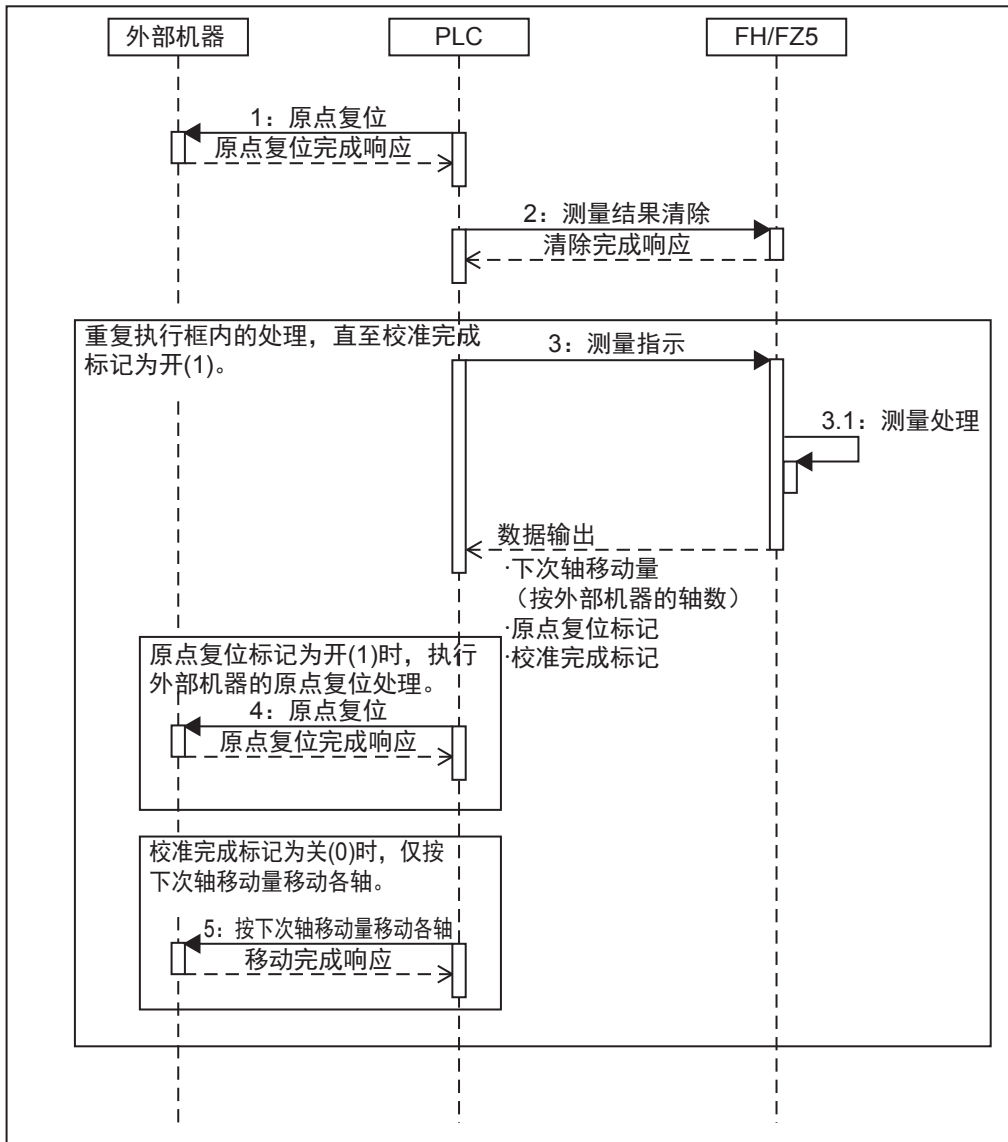 外部机器
PLC
FH/FZ5
1：原点复位
原点复位完成响应
2：测量结果清除
清除完成响应
重复执行框内的处理，直至校准完成
标记为开(1)。
3：测量指示
3.1：测量处理
数据输出
·下次轴移动量
（按外部机器的轴数）
·原点复位标记
·校准完成标记
原点复位标记为开(1)时，执行
外部机器的原点复位处理。
4：原点复位
原点复位完成响应
校准完成标记为关(0)时，仅按
下次轴移动量移动各轴。
5：按下次轴移动量移动各轴
移动完成响应